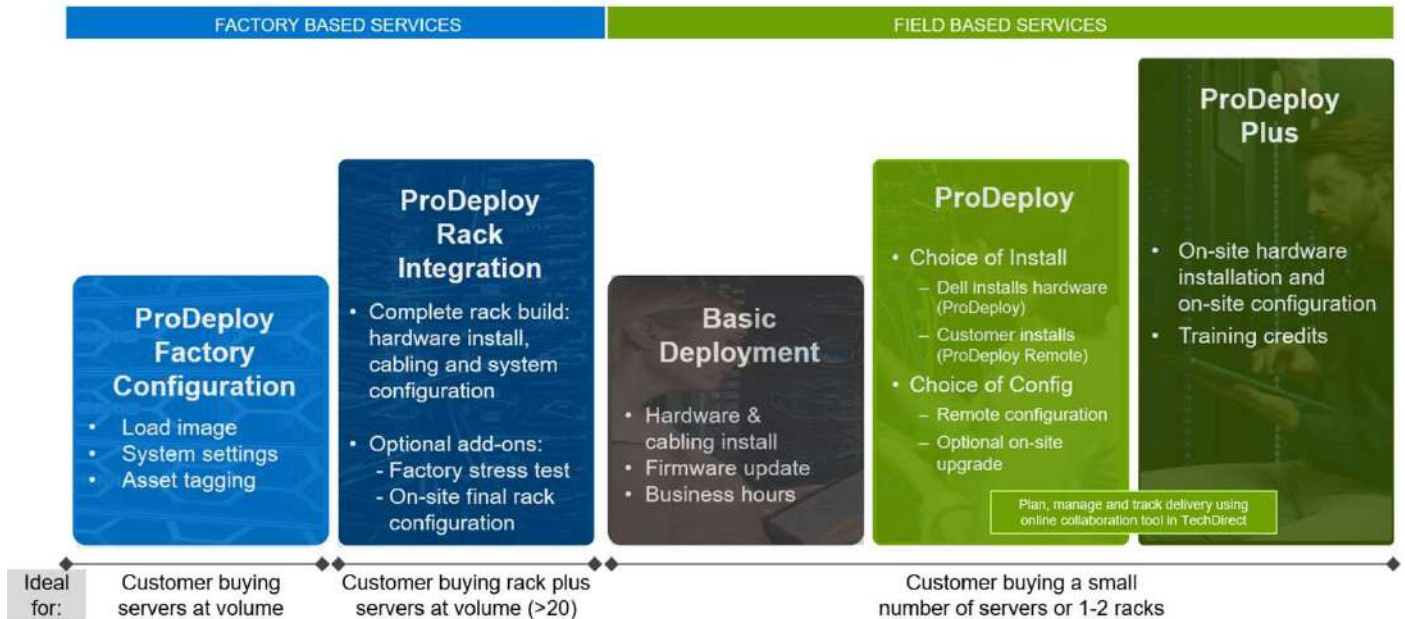 FACTORY BASED SERVICES
FIELD BASED SERVICES
ProDeploy
Factory
Configuration
• Load image
• System settings
• Asset tagging
ProDeploy
Rack
Integration
• Complete rack build:
hardware install,
cabling and system
configuration
• Optional add-ons:
- Factory stress test
- On-site final rack
configuration
Basic
Deployment
• Hardware &
cabling install
• Firmware update
• Business hours
ProDeploy
• Choice of Install
– Dell installs hardware
(ProDeploy)
– Customer installs
(ProDeploy Remote)
• Choice of Config
– Remote configuration
– Optional on-site
upgrade
ProDeploy
Plus
• On-site hardware
installation and
on-site configuration
• Training credits
Plan, manage and track delivery using
online collaboration tool in TechDirect
Ideal
for:
Customer buying
servers at volume
Customer buying rack plus
servers at volume (>20)
Customer buying a small
number of servers or 1-2 racks